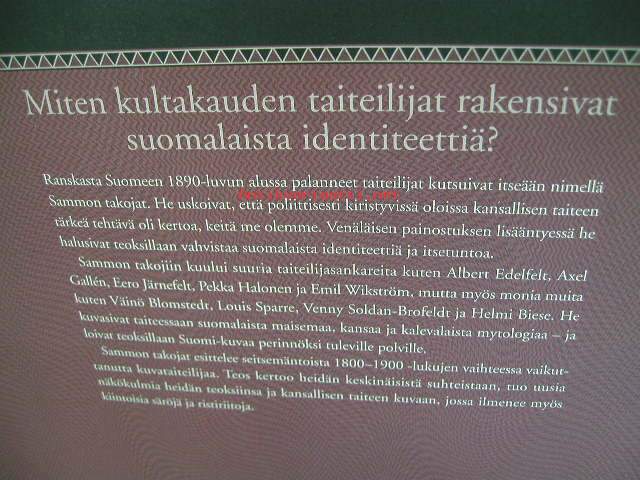 Miten kultakauden taiteilijat rakensivat
suomalaista identiteettiä?
Ranskasta Suomeen 1890-luvun alussa palanneet taiteilijat kutsuivat itseään nimellä
Sammon takojat. He uskoivat, että poliittisesti kiristyvissä oloissa kansallisen taiteen
tärkeä tehtävä oli kertoa, keitä me olemme. Venäläisen painostuksen lisääntyessä he
halusivat teoksillaan vahvistaa suomalaista identiteettiä ja itsetuntoa.
Sammon takojiin kuului suuria taiteilijasankareita kuten Albert Edelfelt, Axel
Gallén, Eero Järnefelt, Pekka Halonen ja Emil Wikström, mutta myös monia muita
kuten Väinö Blomstedt, Louis Sparre, Venny Soldan-Brofeldt ja Helmi Biese. He
kuvasivat taiteessaan suomalaista maisemaa, kansaa ja kalevalaista mytologiaa – ja
loivat teoksillaan Suomi-kuvaa perinnöksi tuleville polville.
Sammon takojat esittelee seitsemäntoista 1800–1900 -lukujen vaihteessa vaikut-
tanutta kuvataiteilijaa. Teos kertoo heidän keskinäisistä suhteistaan, tuo uusia
näkökulmia heidän teoksiinsa ja kansallisen taiteen kuvaan, jossa ilmenee myös
kiintoisia säröjä ja ristiriitoja.